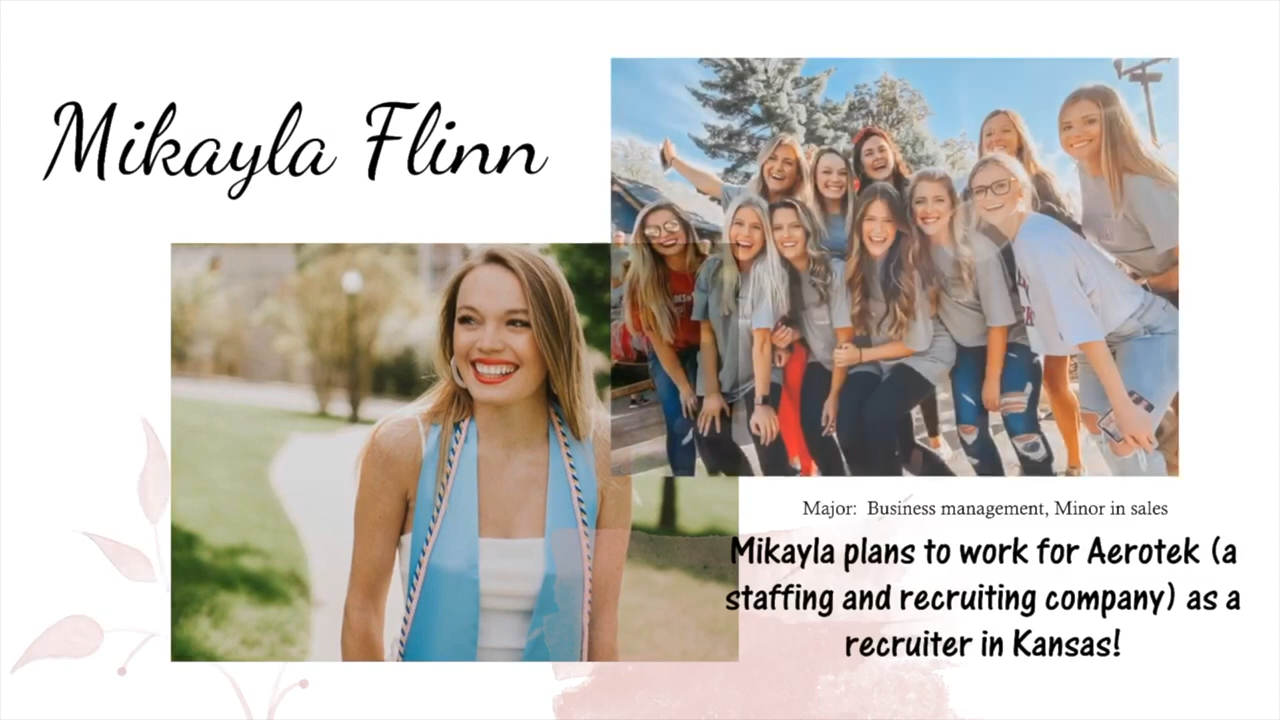 Mikayla Flinn
Major: Business management, Minor in sales
Mikayla plans to work for Aerotek (a
staffing and recruiting company) as a
recruiter in Kansas!